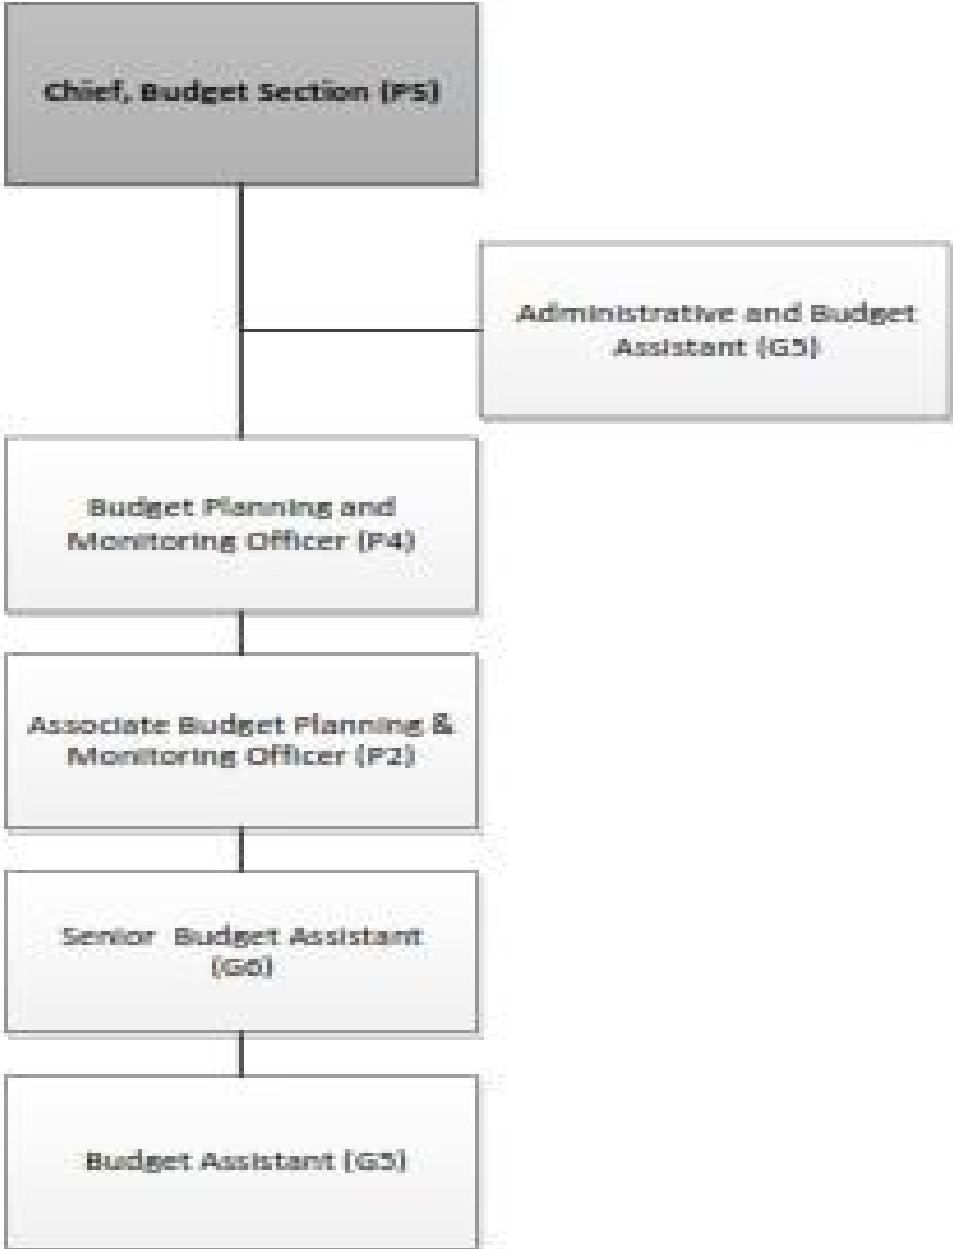 Chief, Budget Section (P5)
Administrative and Budget
Assistant (G5)
Budget Planning and
Monitoring Officer (P4)
Associate Budget Planning &
Monitoring Officer (P2)
Senior Budget Assistant
(G6)
Budget Assistant (G5)